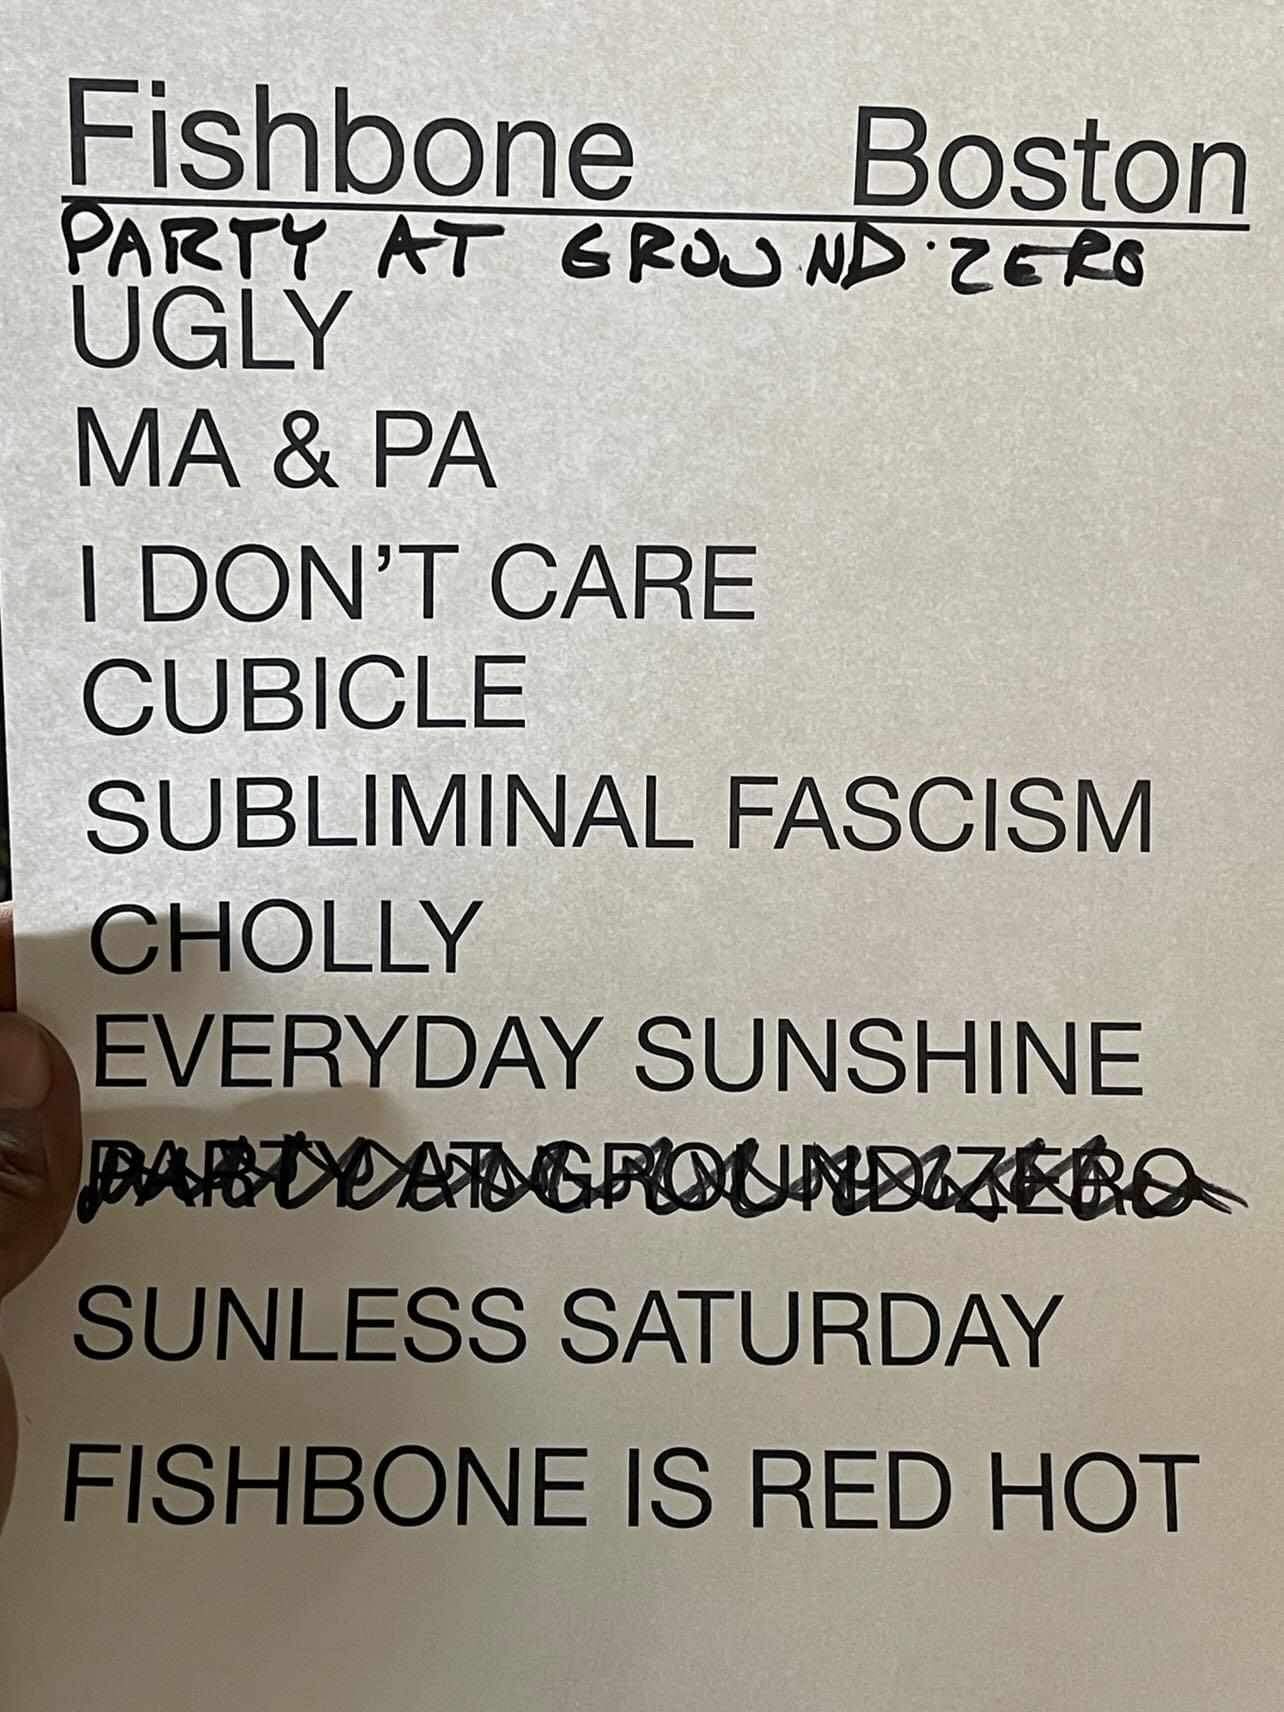 Fishbone Boston
PARTY AT GROUND ZERO
UGLY
MA & PA
I DON'T CARE
CUBICLE
SUBLIMINAL FASCISM
CHOLLY
EVERYDAY SUNSHINE
PARTY AT GROUND ZERO
SUNLESS SATURDAY
FISHBONE IS RED HOT